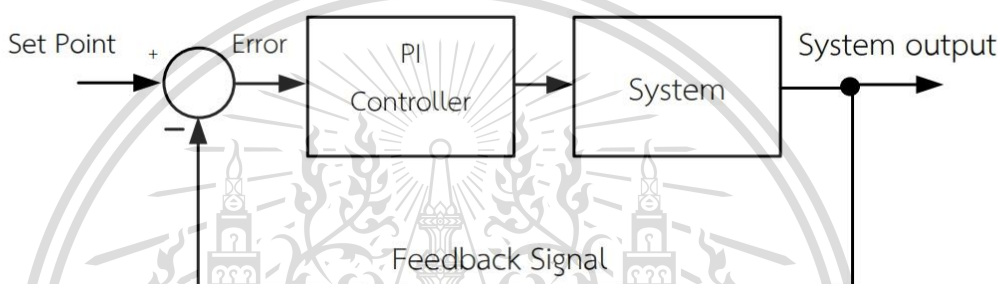 Set Point
+
Error
PI
Controller
System
System output
−
Feedback Signal